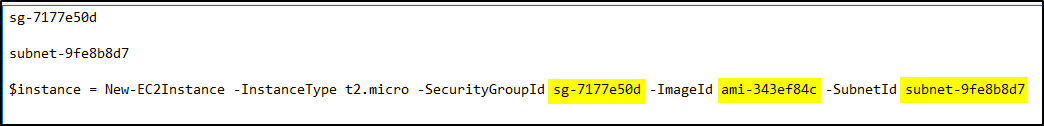 sg-7177e50d
subnet-9fe8b8d7
$instance = New-EC2Instance -InstanceType t2.micro -SecurityGroupId sg-7177e50d -ImageId ami-343ef84c -SubnetId subnet-9fe8b8d7